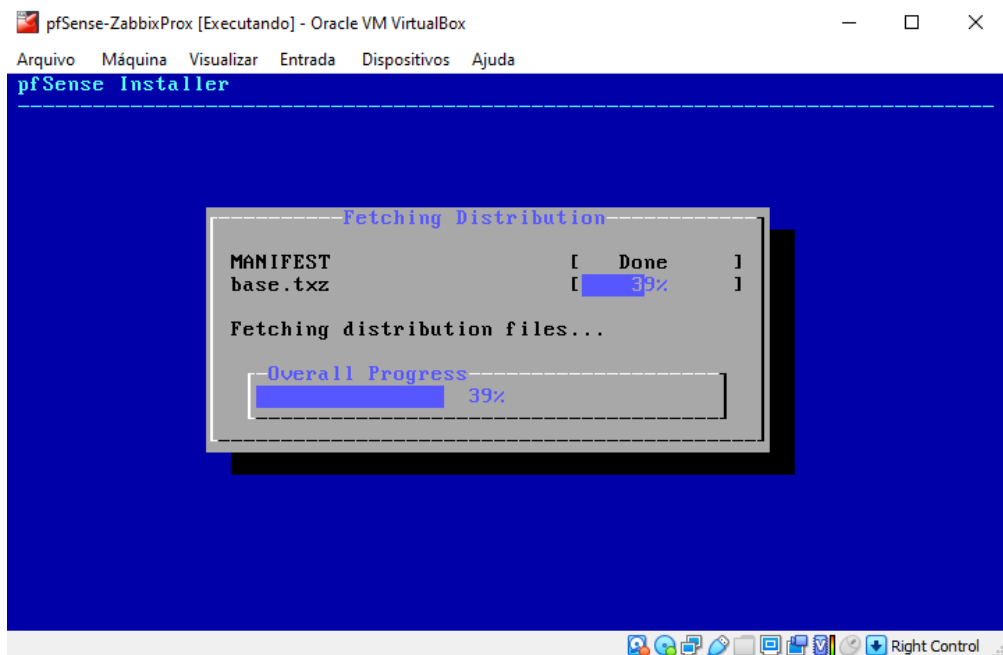 pfSense-ZabbixProx [Executando] - Oracle VM VirtualBox
Arquivo Máquina Visualizar Entrada Dispositivos Ajuda
pfSense Installer
Fetching Distribution
MANIFEST [ Done ]
base.txz [ 39% ]
Fetching distribution files...
Overall Progress
39%
Right Control